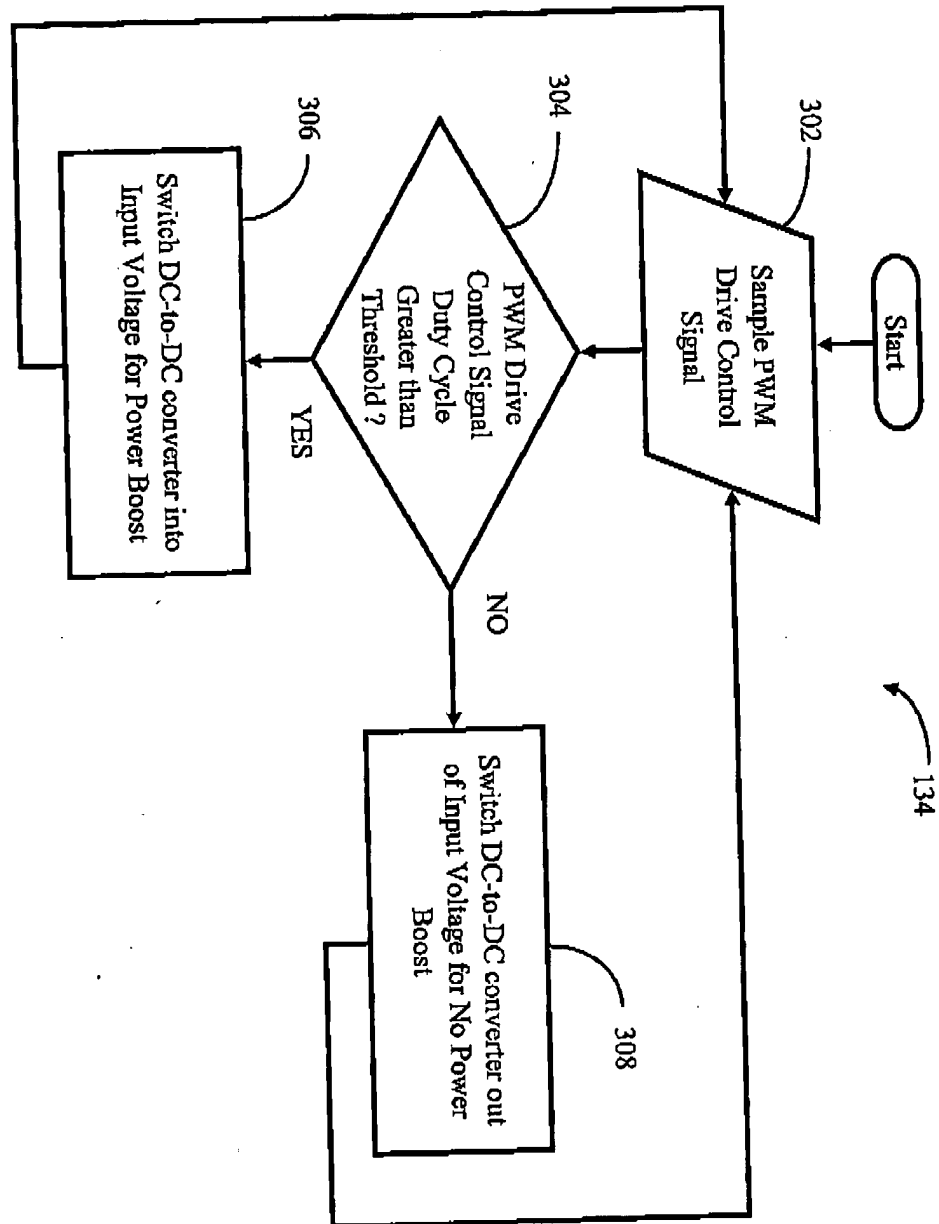 134
Start
302
Sample PWM
Drive Control
Signal
304
PWM Drive
Control Signal
Duty Cycle
Greater than
Threshold ?
NO
YES
306
Switch DC-to-DC converter into
Input Voltage for Power Boost
308
Switch DC-to-DC converter out
of Input Voltage for No Power
Boost